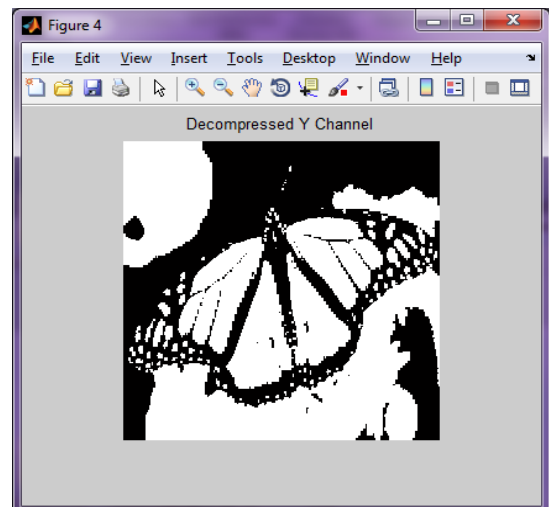 Figure 4
File Edit View Insert Tools Desktop Window Help
Decompressed Y Channel